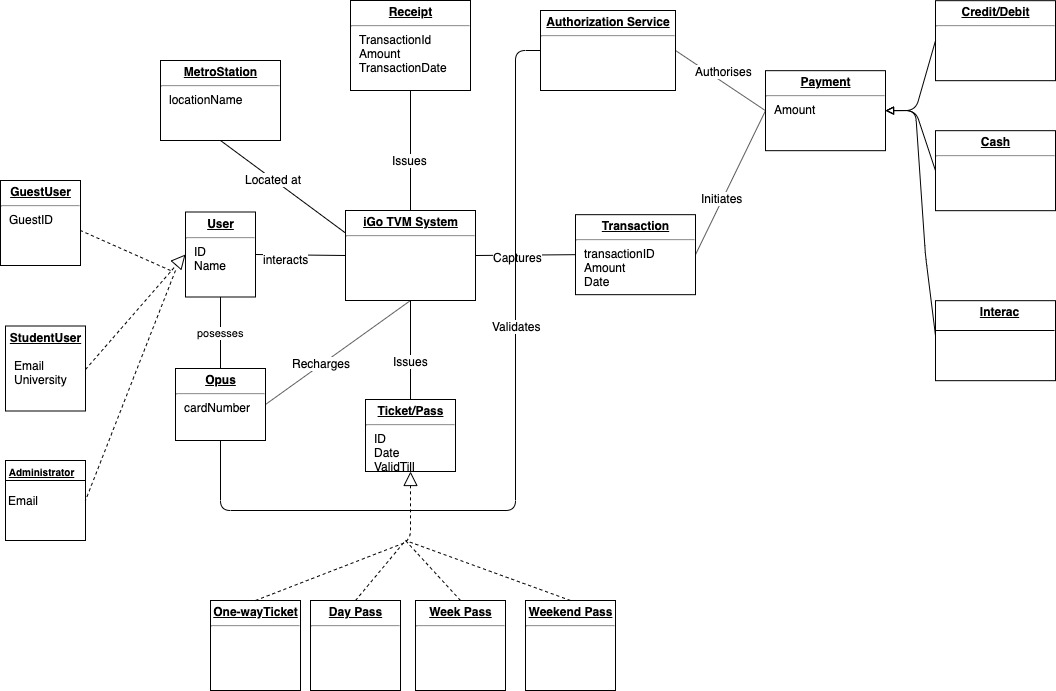 Receipt
TransactionId
Amount
TransactionDate
Authorization Service
Credit/Debit
MetroStation
locationName
Authorises
Payment
Amount
Cash
Issues
Located at
GuestUser
GuestID
User
ID
Name
iGo TVM System
Initiates
Transaction
transactionID
Amount
Date
interacts
Captures
Interac
StudentUser
Email
University
posesses
Validates
Recharges
Issues
Opus
cardNumber
Ticket/Pass
ID
Date
ValidTill
Administrator
Email
One-wayTicket
Day Pass
Week Pass
Weekend Pass